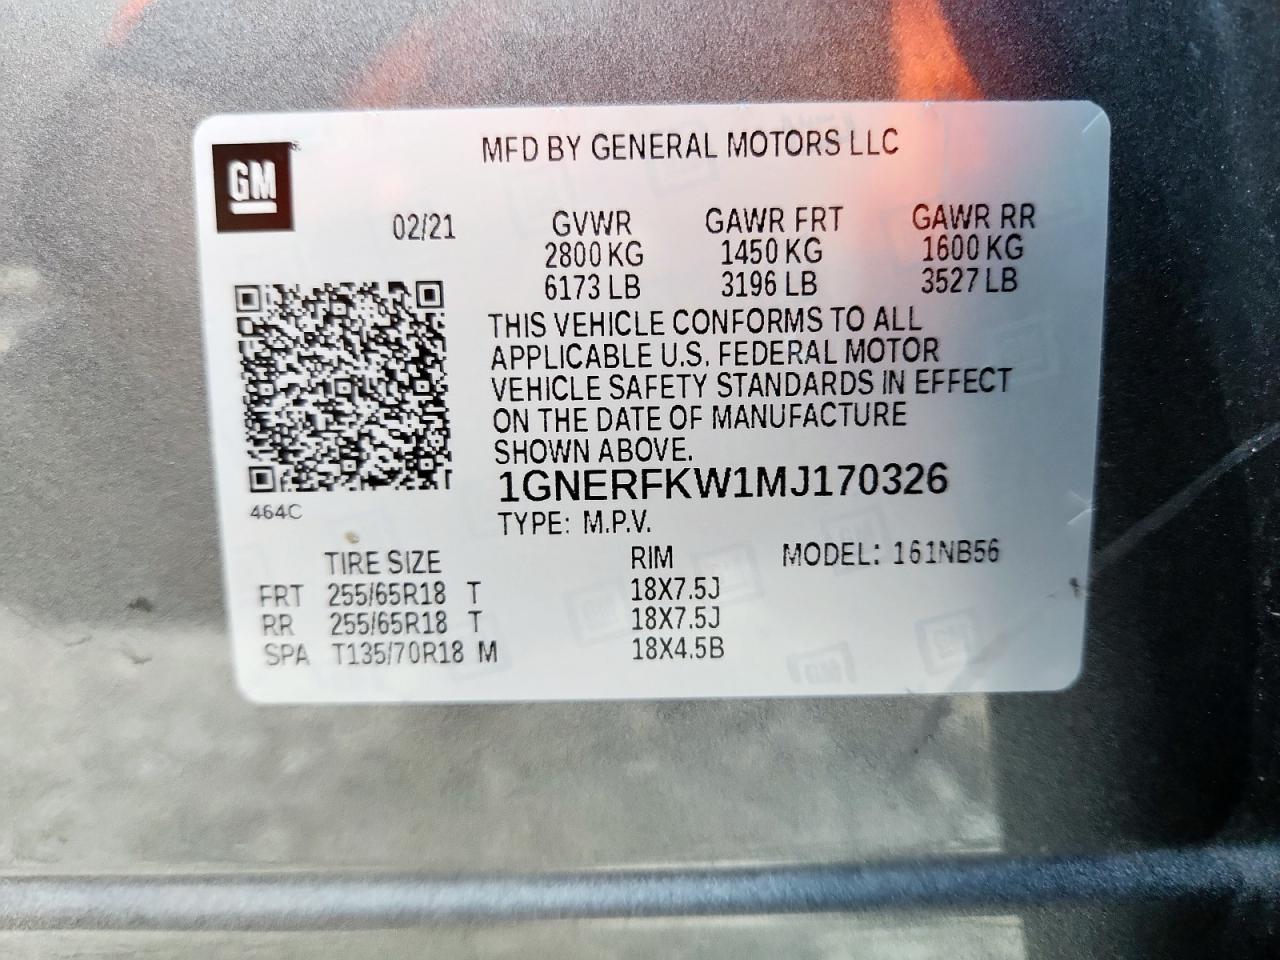 GM
MFD BY GENERAL MOTORS LLC
02/21
GVWR GAWR FRT GAWR RR
2800 KG 1450 KG 1600 KG
6173 LB 3196 LB 3527 LB
THIS VEHICLE CONFORMS TO ALL
APPLICABLE U.S. FEDERAL MOTOR
VEHICLE SAFETY STANDARDS IN EFFECT
ON THE DATE OF MANUFACTURE
SHOWN ABOVE.
1GNERFKW1MJ170326
464C
TYPE: M.P.V.
TIRE SIZE RIM MODEL: 161NB56
FRT 255/65R18 T 18X7.5J
RR 255/65R18 T 18X7.5J
SPA T135/70R18 M 18X4.5B